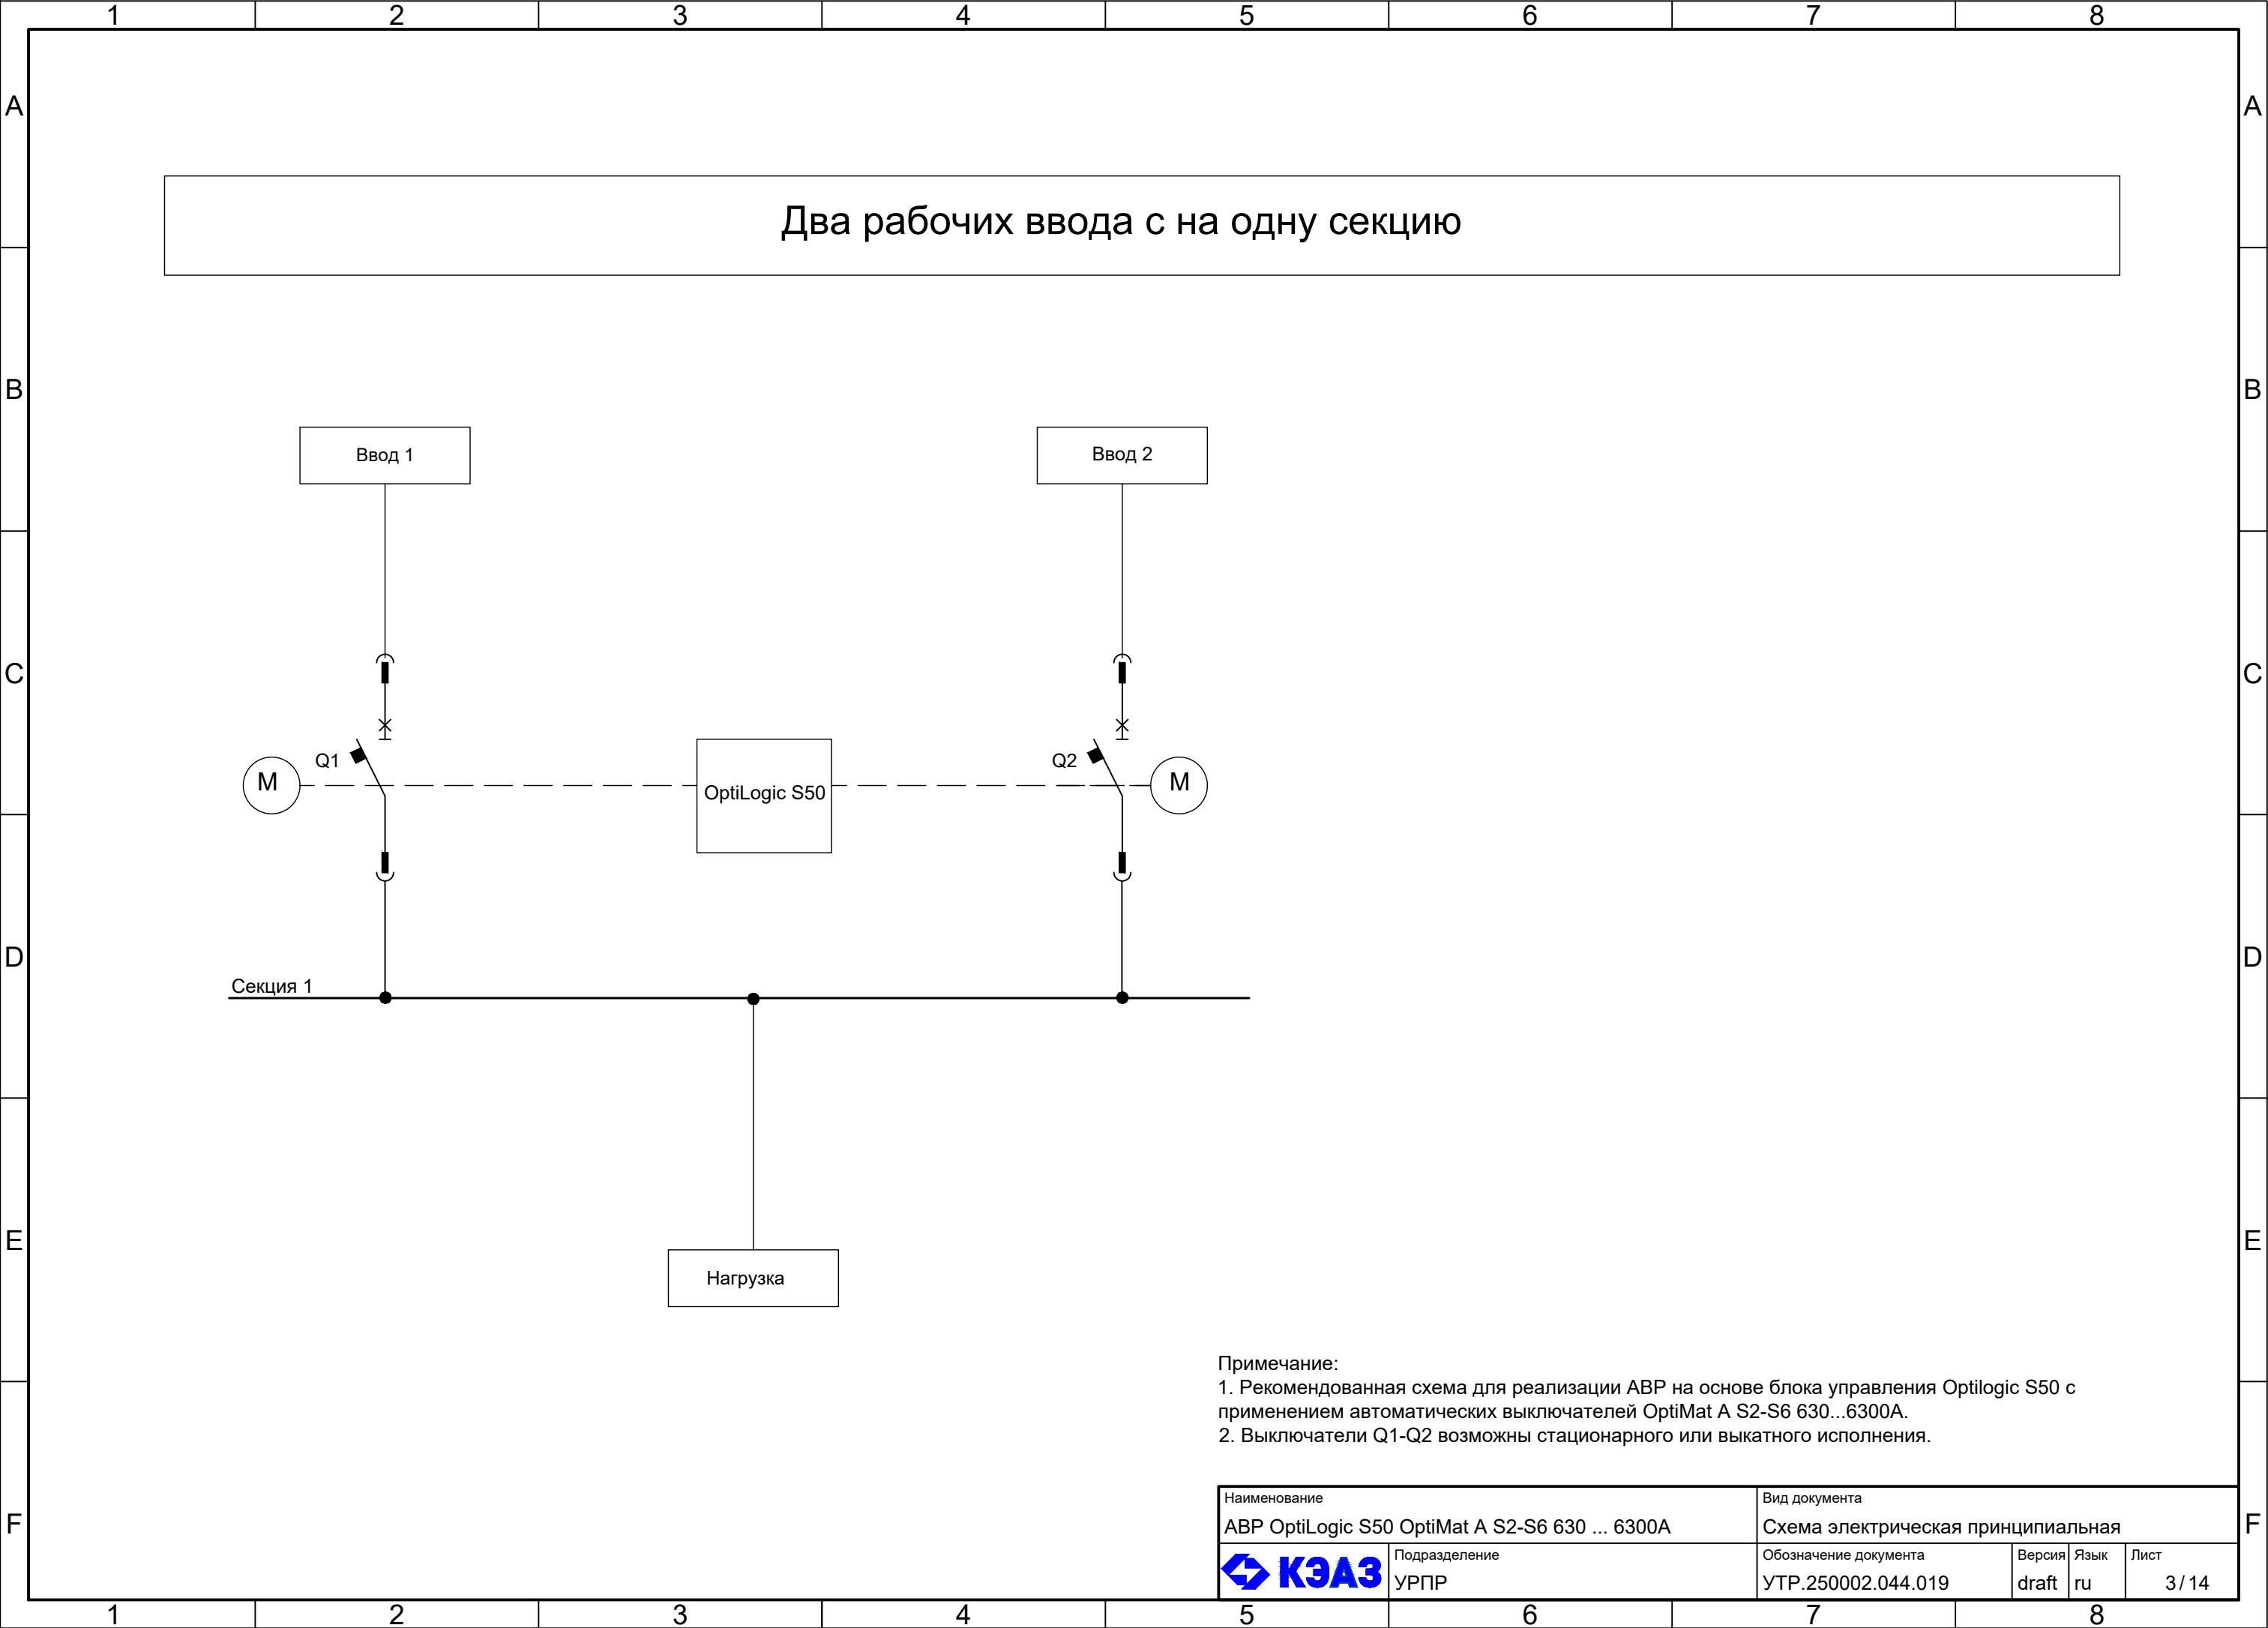 1 2 3 4 5 6 7 8
A A
Два рабочих ввода с на одну секцию
B B
Ввод 1 Ввод 2
C C
Q1 Q2
M OptiLogic S50 M
D D
Секция 1
E E
Нагрузка
Примечание:
1. Рекомендованная схема для реализации АВР на основе блока управления Optilogic S50 с
применением автоматических выключателей OptiMat A S2-S6 630...6300А.
2. Выключатели Q1-Q2 возможны стационарного или выкатного исполнения.
Наименование Вид документа
F АВР OptiLogic S50 OptiMat A S2-S6 630 ... 6300А Схема электрическая принципиальная F
Подразделение Обозначение документа Версия Язык Лист
КЭАЗ УРПР УТР.250002.044.019 draft ru 3 / 14
1 2 3 4 5 6 7 8